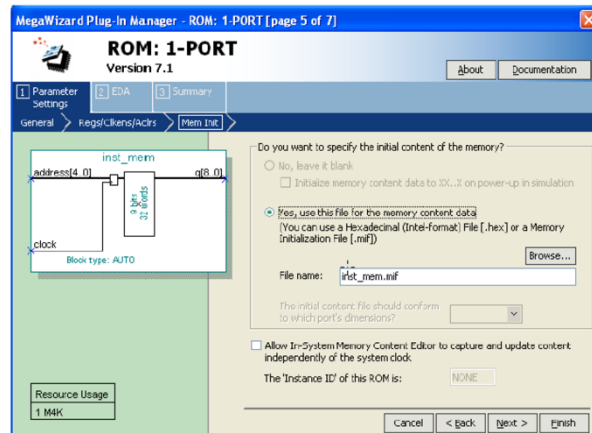 MegaWizard Plug-In Manager - ROM: 1-PORT [page 5 of 7]
ROM: 1-PORT
Version 7.1
About
Documentation
1 Parameter Settings
2 EDA
3 Summary
General
Regs/Clkens/Aclrs
Mem Init
inst_mem
address[4..0]
q[8..0]
9 bits
32 words
clock
Block type: AUTO
Do you want to specify the initial content of the memory?
No, leave it blank
Initialize memory content data to XX..X on power-up in simulation
Yes, use this file for the memory content data
(You can use a Hexadecimal (Intel-format) File [.hex] or a Memory
Initialization File [.mif])
Browse...
File name:
inst_mem.mif
The initial content file should conform
to which port's dimensions?
Allow In-System Memory Content Editor to capture and update content
independently of the system clock
The 'Instance ID' of this ROM is:
NONE
Resource Usage
1 M4K
Cancel
< Back
Next >
Finish